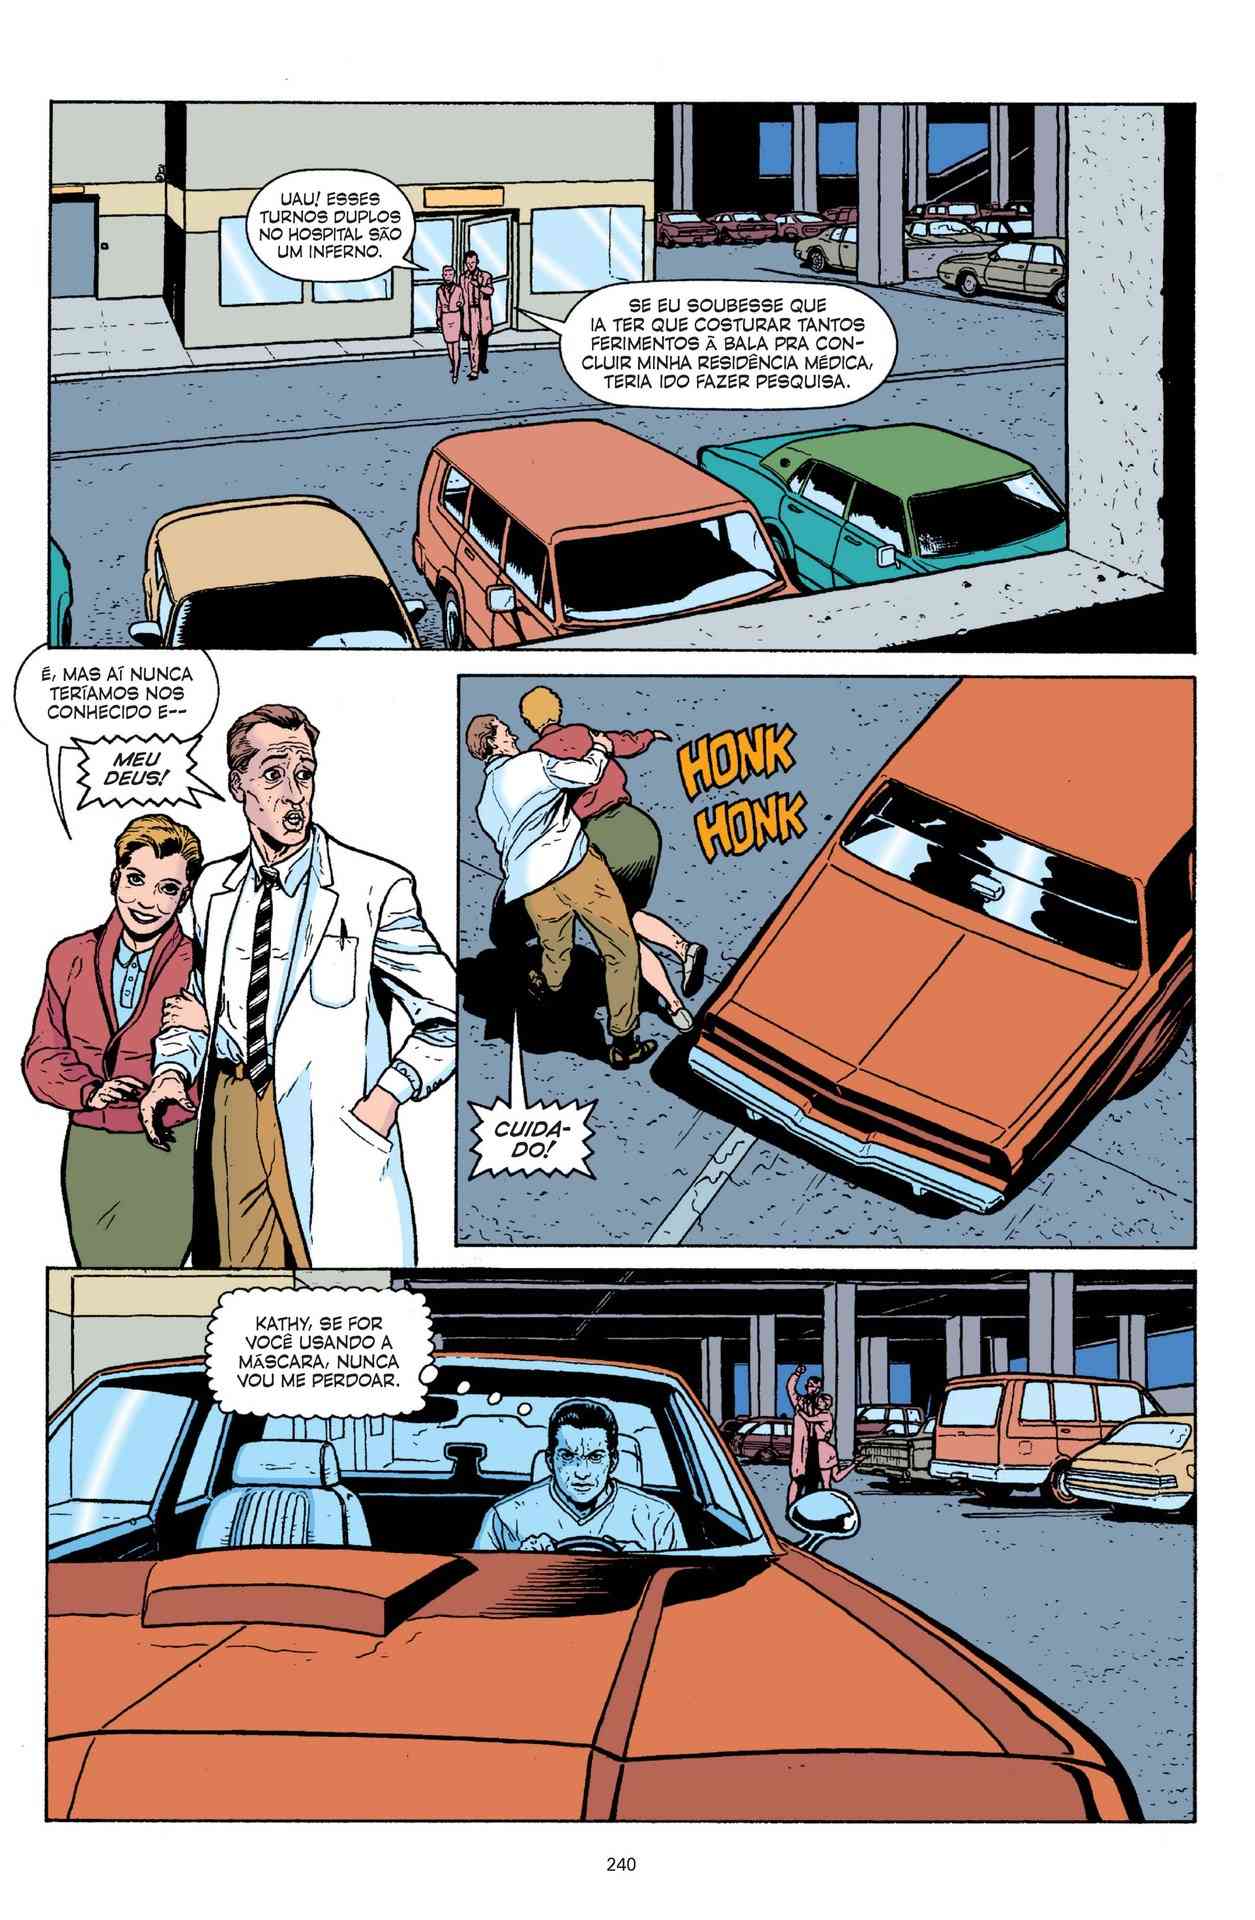 UAU! ESSES
TURNOS DUPLOS
NO HOSPITAL SÃO
UM INFERNO.
SE EU SOUBESSE QUE
IA TER QUE COSTURAR TANTOS
FERIMENTOS À BALA PRA CON-
CLUIR MINHA RESIDÊNCIA MÉDICA,
TERIA IDO FAZER PESQUISA.
É, MAS AÍ NUNCA
TERÍAMOS NOS
CONHECIDO E--
MEU
DEUS!
HONK
HONK
CUIDA-
DO!
KATHY, SE FOR
VOCÊ USANDO A
MÁSCARA, NUNCA
VOU ME PERDOAR.
240